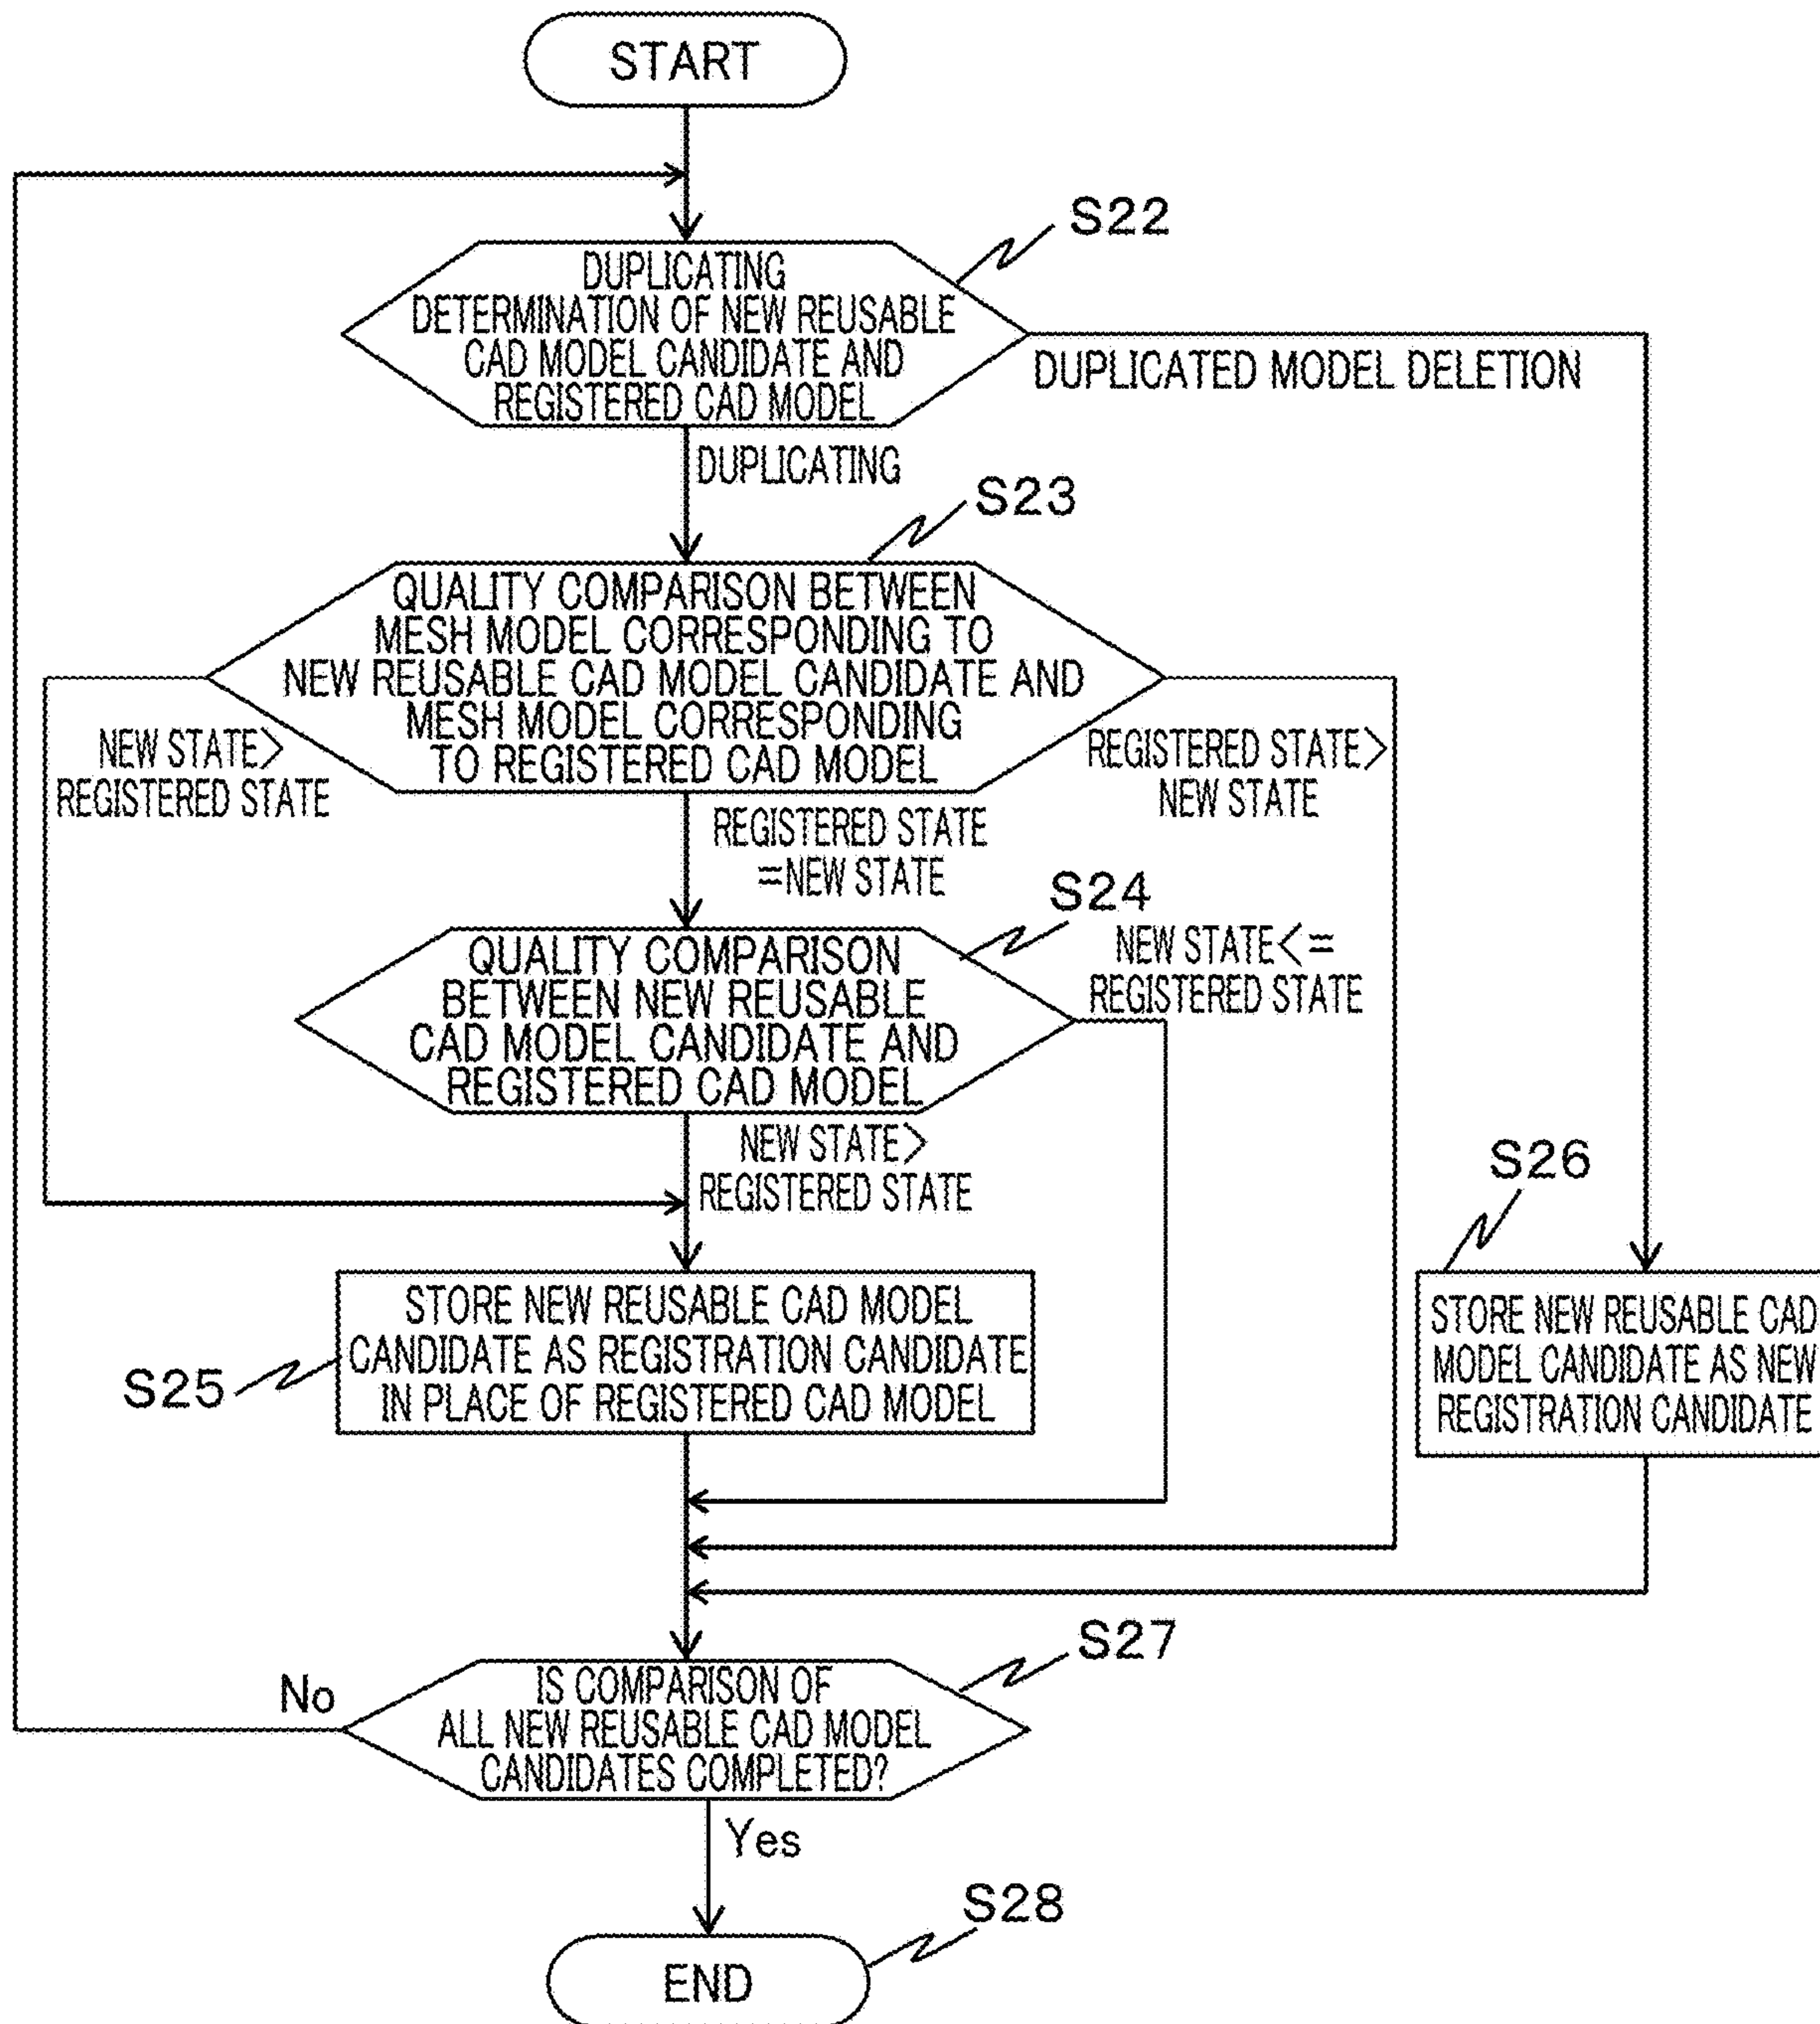 START
S22
DUPLICATING
DETERMINATION OF NEW REUSABLE
CAD MODEL CANDIDATE AND
REGISTERED CAD MODEL
DUPLICATED MODEL DELETION
DUPLICATING
S23
QUALITY COMPARISON BETWEEN
MESH MODEL CORRESPONDING TO
NEW REUSABLE CAD MODEL CANDIDATE AND
MESH MODEL CORRESPONDING
TO REGISTERED CAD MODEL
NEW STATE>
REGISTERED STATE
REGISTERED STATE>
NEW STATE
REGISTERED STATE
=NEW STATE
S24
QUALITY COMPARISON
BETWEEN NEW REUSABLE
CAD MODEL CANDIDATE AND
REGISTERED CAD MODEL
NEW STATE<=
REGISTERED STATE
NEW STATE>
REGISTERED STATE
S25
STORE NEW REUSABLE CAD MODEL
CANDIDATE AS REGISTRATION CANDIDATE
IN PLACE OF REGISTERED CAD MODEL
S26
STORE NEW REUSABLE CAD
MODEL CANDIDATE AS NEW
REGISTRATION CANDIDATE
S27
IS COMPARISON OF
ALL NEW REUSABLE CAD MODEL
CANDIDATES COMPLETED?
No
Yes
S28
END